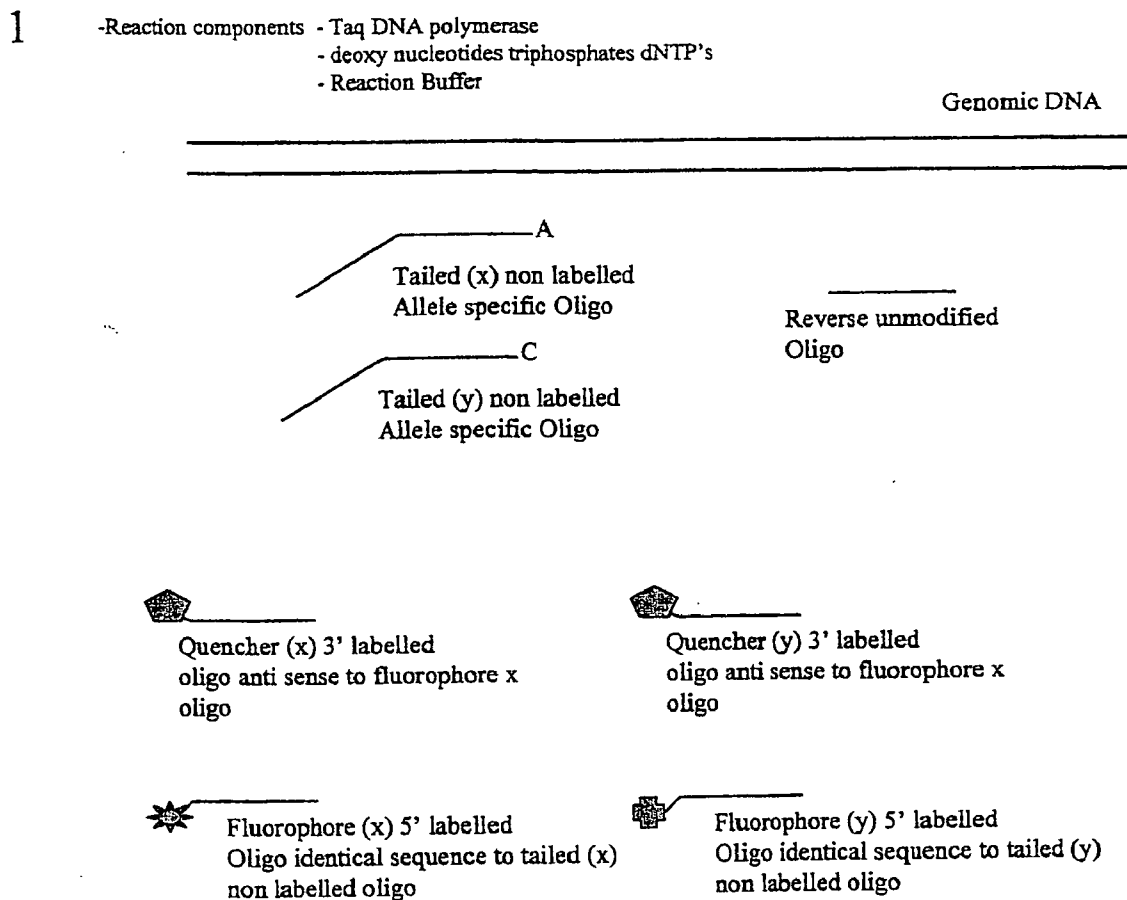 1
-Reaction components - Taq DNA polymerase
- deoxy nucleotides triphosphates dNTP's
- Reaction Buffer
Genomic DNA
A
Tailed (x) non labelled
Allele specific Oligo
Reverse unmodified
Oligo
C
Tailed (y) non labelled
Allele specific Oligo
Quencher (x) 3' labelled
oligo anti sense to fluorophore x
oligo
Quencher (y) 3' labelled
oligo anti sense to fluorophore x
oligo
Fluorophore (x) 5' labelled
Oligo identical sequence to tailed (x)
non labelled oligo
Fluorophore (y) 5' labelled
Oligo identical sequence to tailed (y)
non labelled oligo